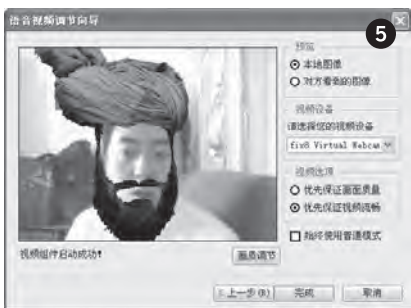 语音视频调节向导
5
预览
本地图像
对方看到的图像
视频设备
请选择您的视频设备
fix8 Virtual Webcam
视频选项
优先保证画面质量
优先保证视频流畅
始终使用普通模式
视频组件启动成功!
画质调节
上一步(B)
完成
取消